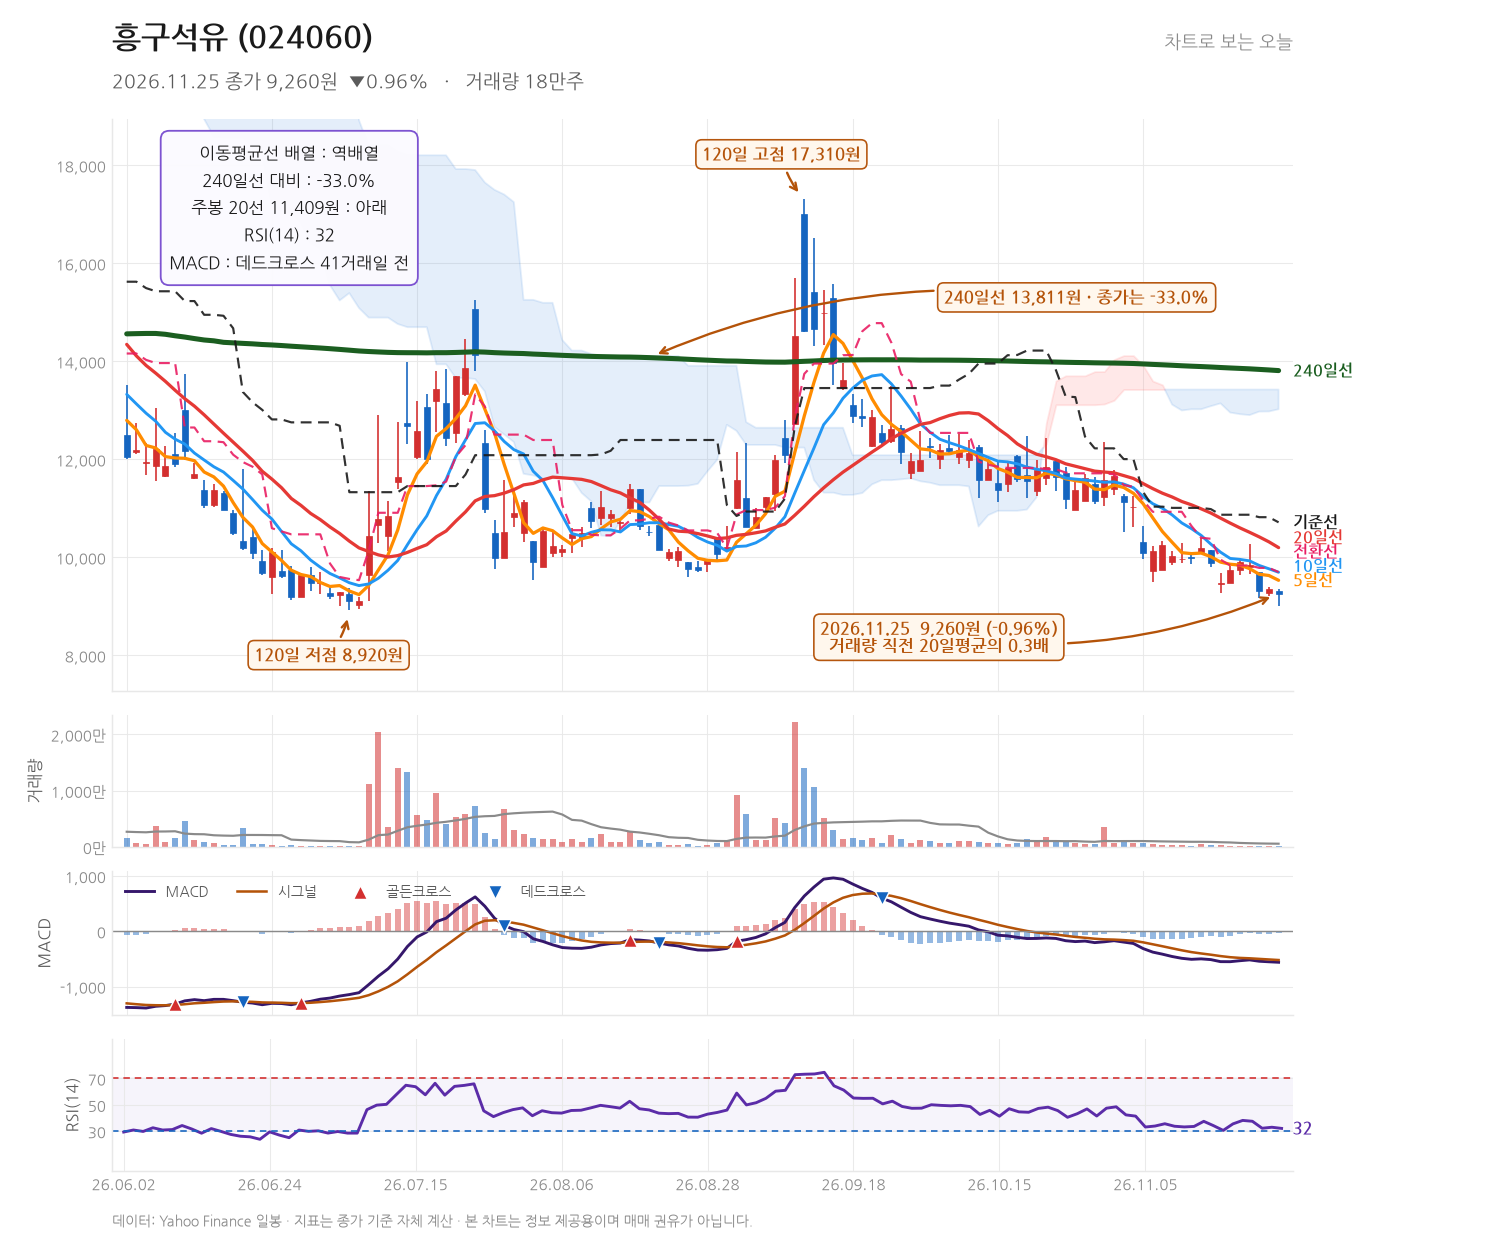 흥구석유 (024060)
차트로 보는 오늘
2026.11.25 종가 9,260원 ▼0.96% · 거래량 18만주
이동평균선 배열 : 역배열
240일선 대비 : -33.0%
주봉 20선 11,409원 : 아래
RSI(14) : 32
MACD : 데드크로스 41거래일 전
120일 고점 17,310원
240일선 13,811원 · 종가는 -33.0%
120일 저점 8,920원
2026.11.25 9,260원 (-0.96%)
거래량 직전 20일평균의 0.3배
18,000
16,000
14,000
12,000
10,000
8,000
240일선
기준선
20일선
전환선
10일선
5일선
거래량
2,000만
1,000만
0만
MACD
1,000
0
-1,000
MACD 시그널 골든크로스 데드크로스
RSI(14)
70
50
30
32
26.06.02 26.06.24 26.07.15 26.08.06 26.08.28 26.09.18 26.10.15 26.11.05
데이터: Yahoo Finance 일봉 · 지표는 종가 기준 자체 계산 · 본 차트는 정보 제공용이며 매매 권유가 아닙니다.